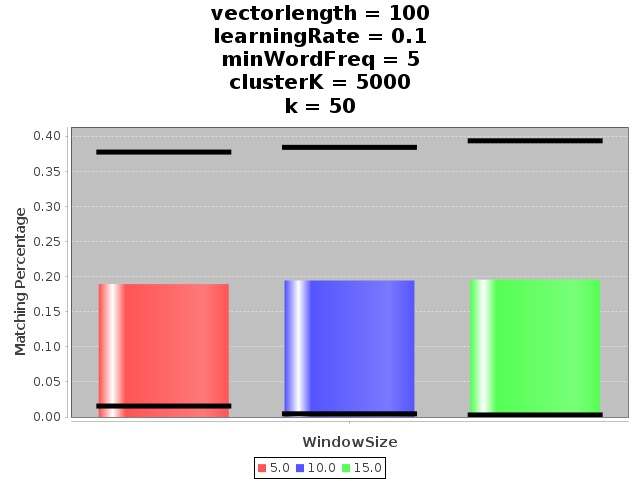 vectorlength = 100
learningRate = 0.1
minWordFreq = 5
clusterK = 5000
k = 50
Matching Percentage
0.40
0.35
0.30
0.25
0.20
0.15
0.10
0.05
0.00
WindowSize
5.0 10.0 15.0